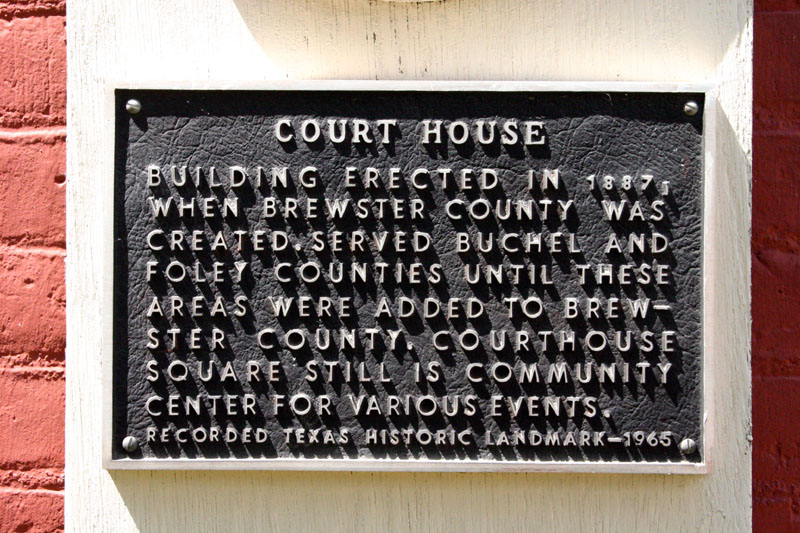 COURT HOUSE
BUILDING ERECTED IN 1887,
WHEN BREWSTER COUNTY WAS
CREATED. SERVED BUCHEL AND
FOLEY COUNTIES UNTIL THESE
AREAS WERE ADDED TO BREW-
STER COUNTY. COURTHOUSE
SQUARE STILL IS COMMUNITY
CENTER FOR VARIOUS EVENTS.
RECORDED TEXAS HISTORIC LANDMARK-1965